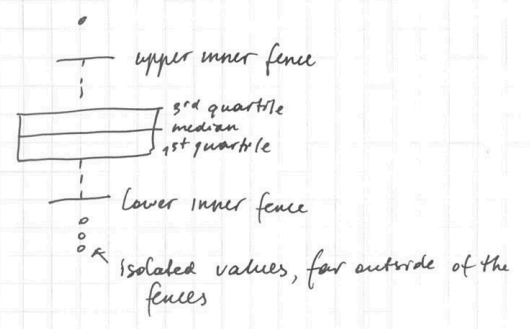 upper inner fence
3rd quartile
median
1st quartile
lower inner fence
isolated values, far outside of the
fences